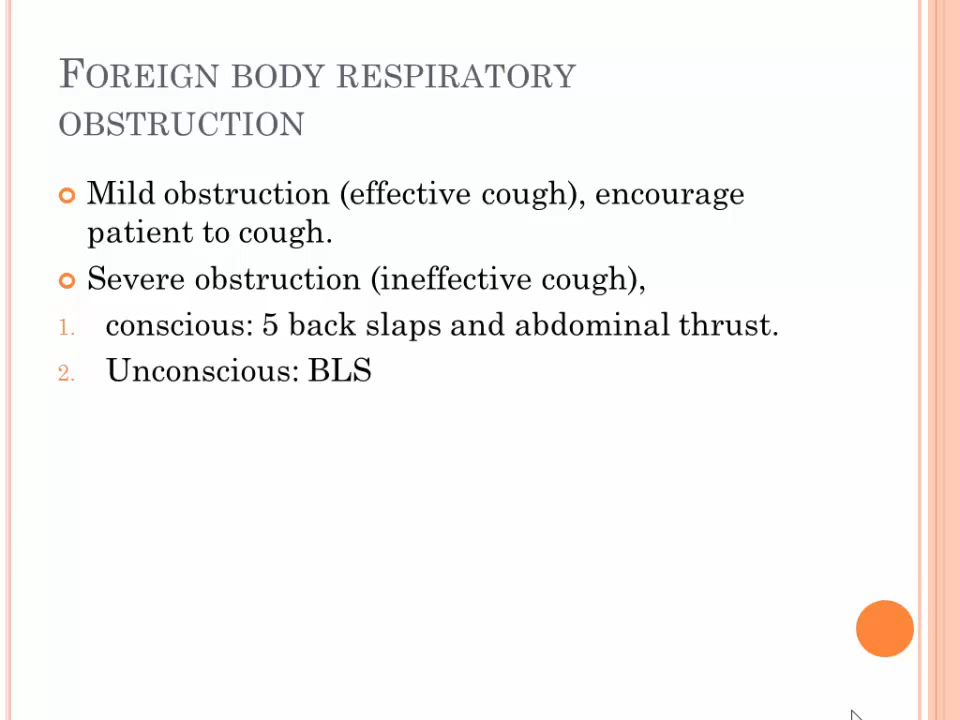 Foreign body respiratory
obstruction
Mild obstruction (effective cough), encourage
patient to cough.
Severe obstruction (ineffective cough),
1. conscious: 5 back slaps and abdominal thrust.
2. Unconscious: BLS